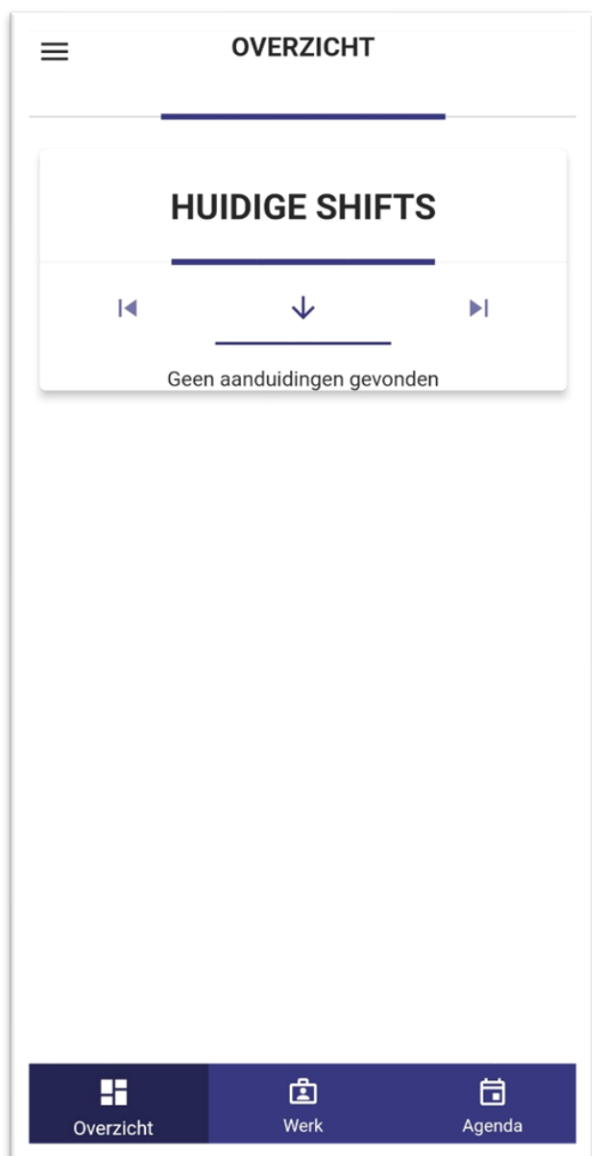 OVERZICHT
HUIDIGE SHIFTS
Geen aanduidingen gevonden
Overzicht
Werk
Agenda